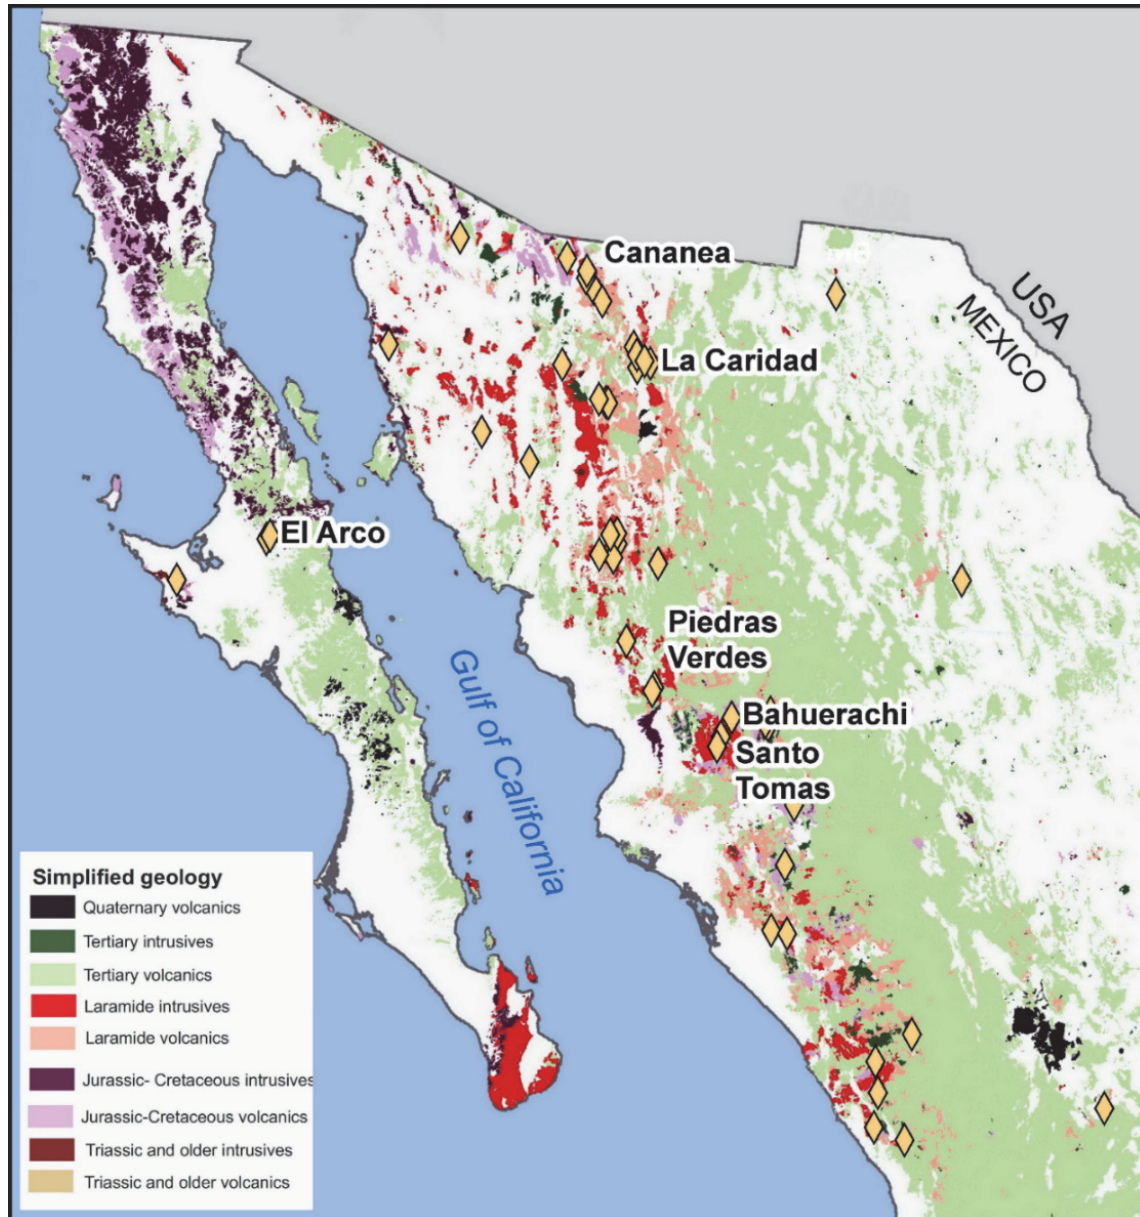 Cananea
USA
MEXICO
La Caridad
El Arco
Piedras
Verdes
Gulf of California
Bahuerachi
Santo
Tomas
Simplified geology
Quaternary volcanics
Tertiary intrusives
Tertiary volcanics
Laramide intrusives
Laramide volcanics
Jurassic- Cretaceous intrusives
Jurassic-Cretaceous volcanics
Triassic and older intrusives
Triassic and older volcanics